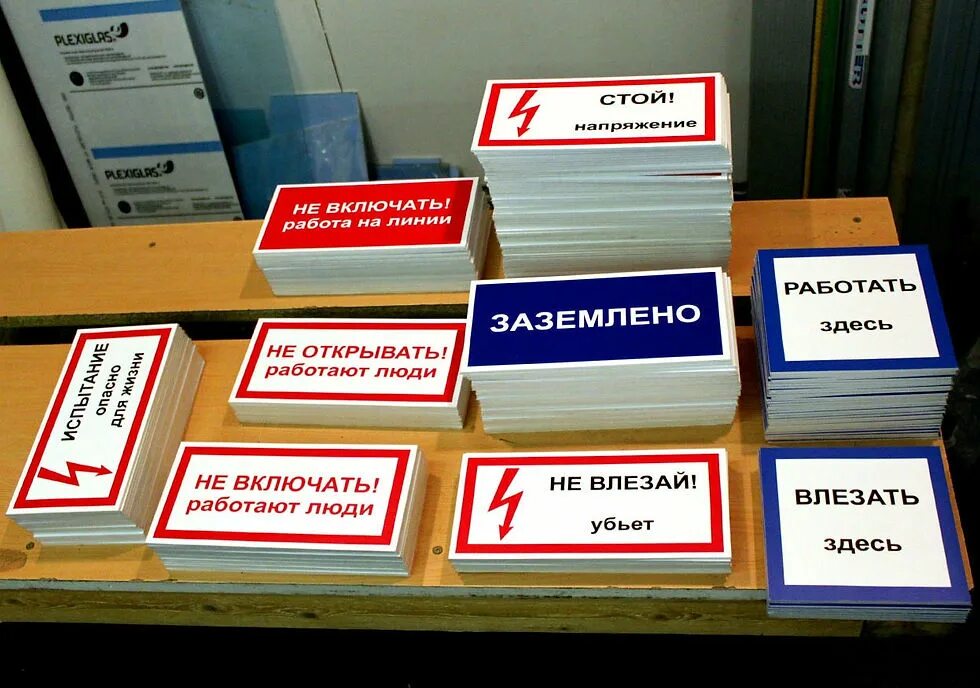 PLEXIGLAS
PLEXIGLAS
СТОЙ!
напряжение
НЕ ВКЛЮЧАТЬ!
работа на линии
ЗАЗЕМЛЕНО
РАБОТАТЬ
здесь
НЕ ОТКРЫВАТЬ!
работают люди
ИСПЫТАНИЕ
опасно
для жизни
НЕ ВКЛЮЧАТЬ!
работают люди
НЕ ВЛЕЗАЙ!
убьет
ВЛЕЗАТЬ
здесь